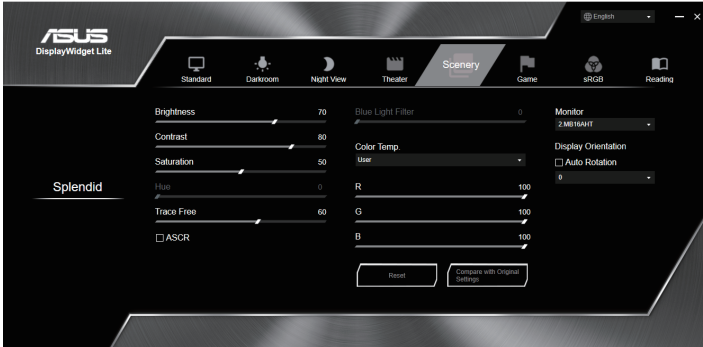 ASUS
DisplayWidget Lite
English
Standard
Darkroom
Night View
Theater
Scenery
Game
sRGB
Reading
Splendid
Brightness 70
Contrast 80
Saturation 50
Hue 0
Trace Free 60
ASCR
Blue Light Filter 0
Color Temp.
User
R 100
G 100
B 100
Reset
Compare with Original
Settings
Monitor
2.MB16AHT
Display Orientation
Auto Rotation
0